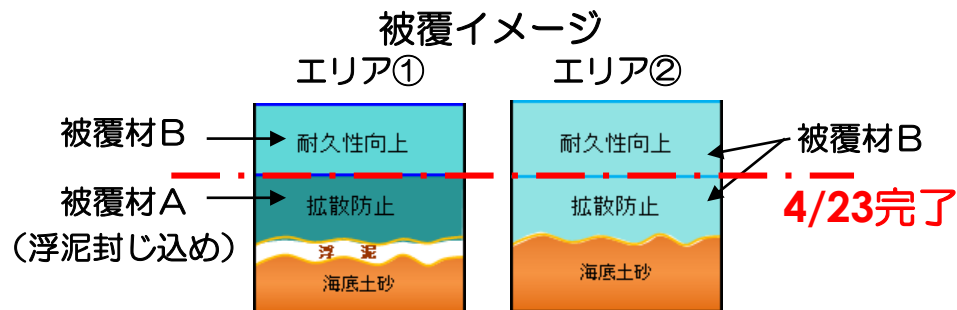 被覆イメージ
エリア①
エリア②
被覆材B
耐久性向上
耐久性向上
被覆材B
被覆材A
(浮泥封じ込め)
拡散防止
拡散防止
4/23完了
浮 泥
海底土砂
海底土砂